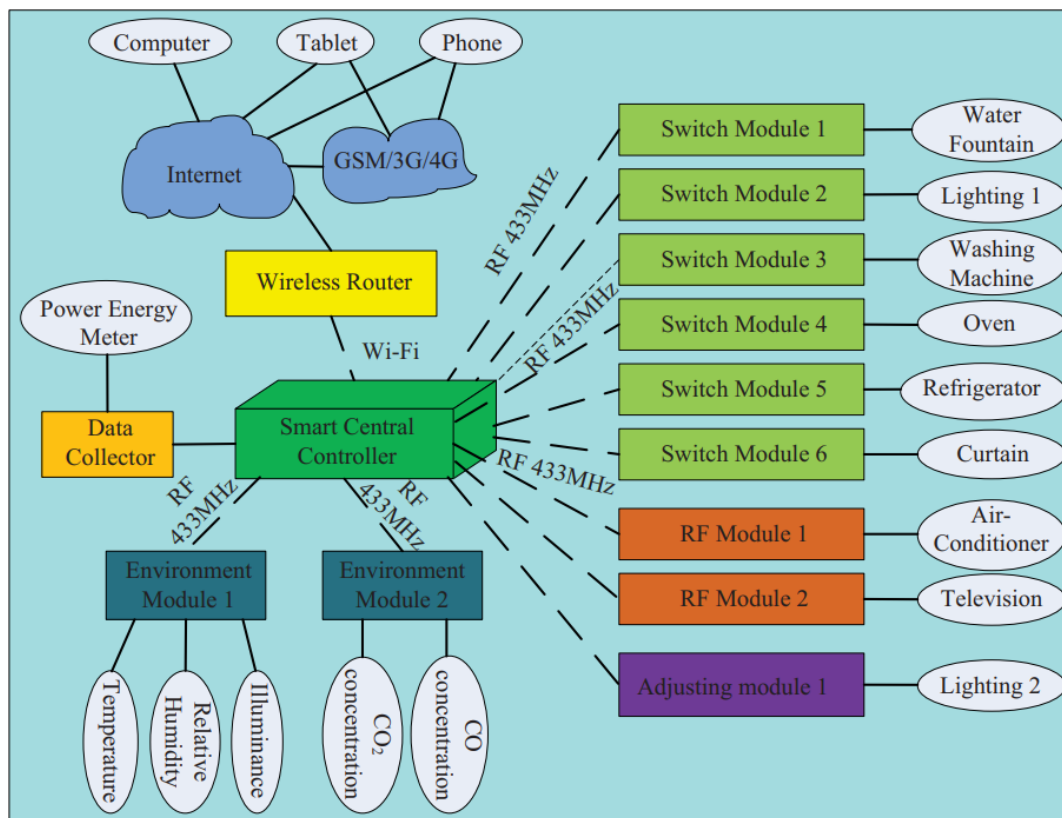 Computer
Tablet
Phone
Internet
GSM/3G/4G
Wireless Router
Wi-Fi
Power Energy
Meter
Data
Collector
Smart Central
Controller
RF
433MHz
RF
433MHz
Environment
Module 1
Environment
Module 2
Temperature
Relative
Humidity
Illuminance
CO₂
concentration
CO
concentration
RF 433MHz
RF 433MHz
RF 433MHz
Switch Module 1
Water
Fountain
Switch Module 2
Lighting 1
Switch Module 3
Washing
Machine
Switch Module 4
Oven
Switch Module 5
Refrigerator
Switch Module 6
Curtain
RF Module 1
Air-
Conditioner
RF Module 2
Television
Adjusting module 1
Lighting 2